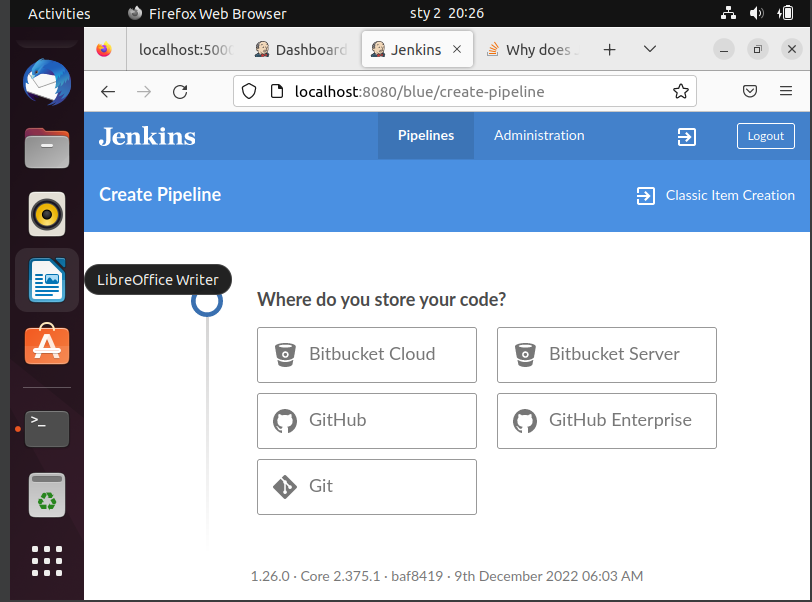 Activities
Firefox Web Browser
sty 2 20:26
localhost:5000
Dashboard
Jenkins
Why does
localhost:8080/blue/create-pipeline
Jenkins
Pipelines
Administration
Logout
Create Pipeline
Classic Item Creation
LibreOffice Writer
Where do you store your code?
Bitbucket Cloud
Bitbucket Server
GitHub
GitHub Enterprise
Git
1.26.0 · Core 2.375.1 · baf8419 · 9th December 2022 06:03 AM